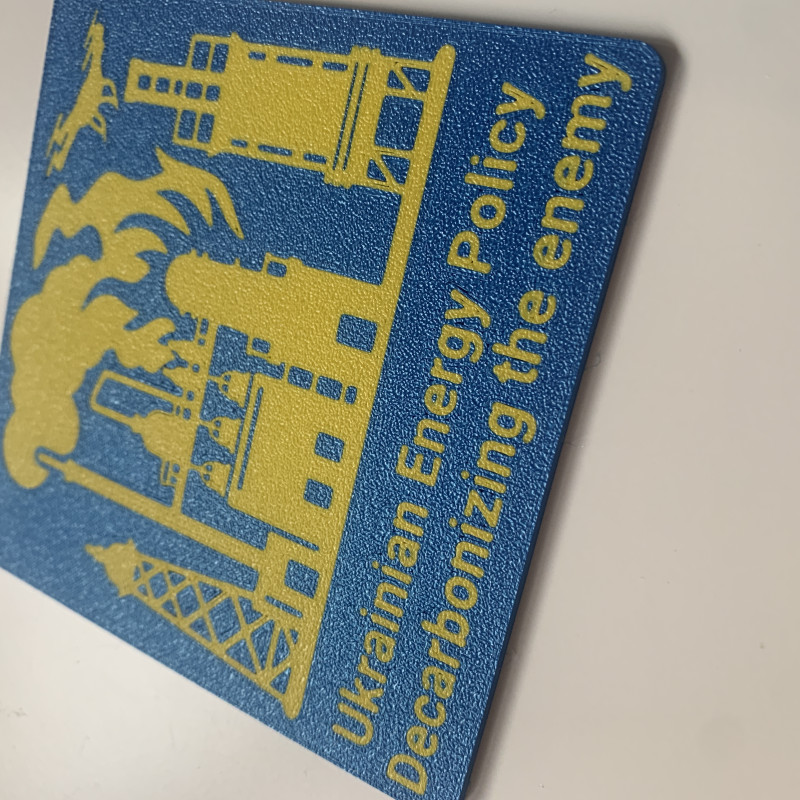 Ukrainian Energy Policy
Decarbonizing the enemy